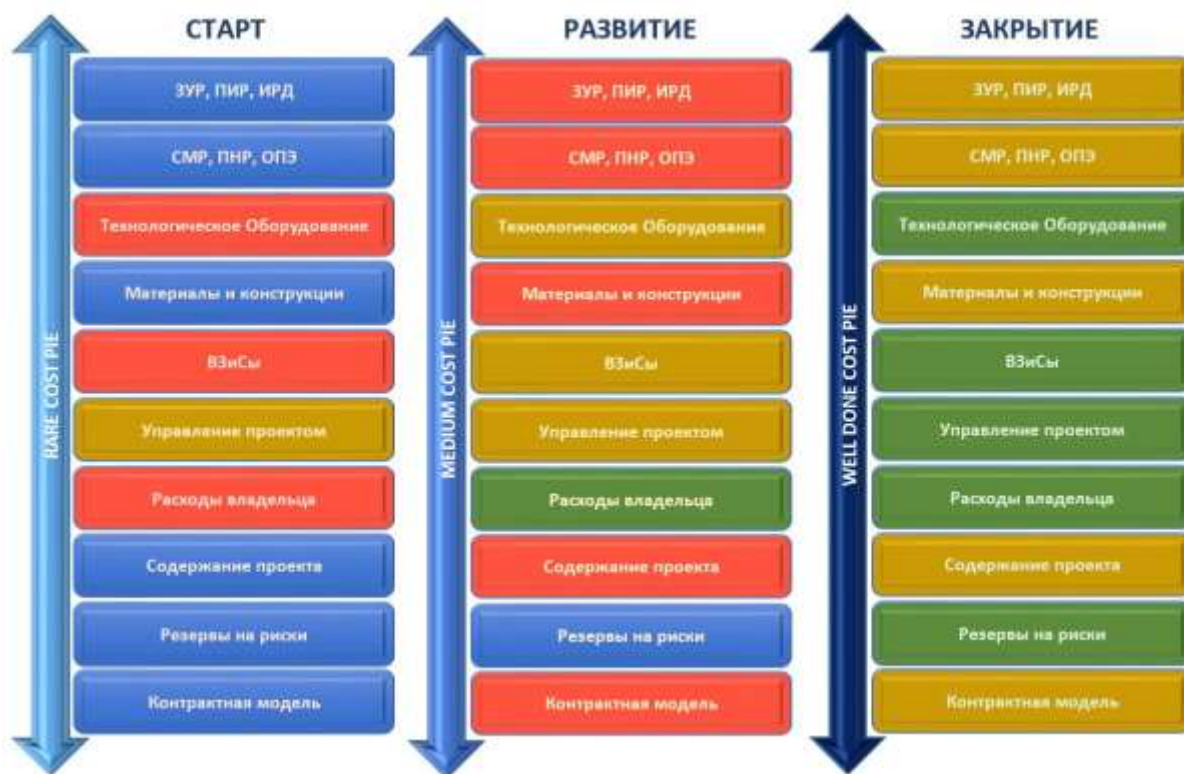 СТАРТ
RARE COST PIE
ЗУР, ПИР, ИРД
СМР, ПНР, ОПЭ
Технологическое Оборудование
Материалы и конструкции
ВЗиСы
Управление проектом
Расходы владельца
Содержание проекта
Резервы на риски
Контрактная модель
РАЗВИТИЕ
MEDIUM COST PIE
ЗУР, ПИР, ИРД
СМР, ПНР, ОПЭ
Технологическое Оборудование
Материалы и конструкции
ВЗиСы
Управление проектом
Расходы владельца
Содержание проекта
Резервы на риски
Контрактная модель
ЗАКРЫТИЕ
WELL DONE COST PIE
ЗУР, ПИР, ИРД
СМР, ПНР, ОПЭ
Технологическое Оборудование
Материалы и конструкции
ВЗиСы
Управление проектом
Расходы владельца
Содержание проекта
Резервы на риски
Контрактная модель